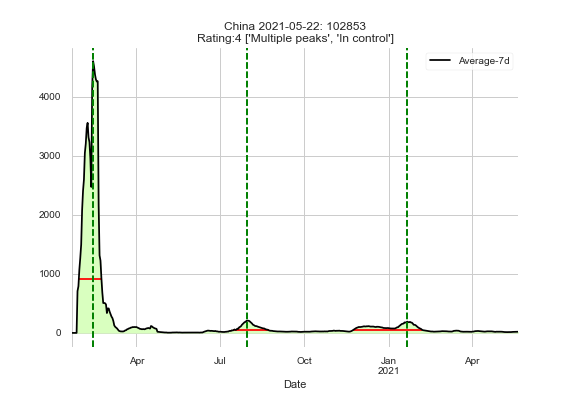 China 2021-05-22: 102853
Rating:4 ['Multiple peaks', 'In control']
Average-7d
4000
3000
2000
1000
0
Apr Jul Oct Jan Apr
2021
Date